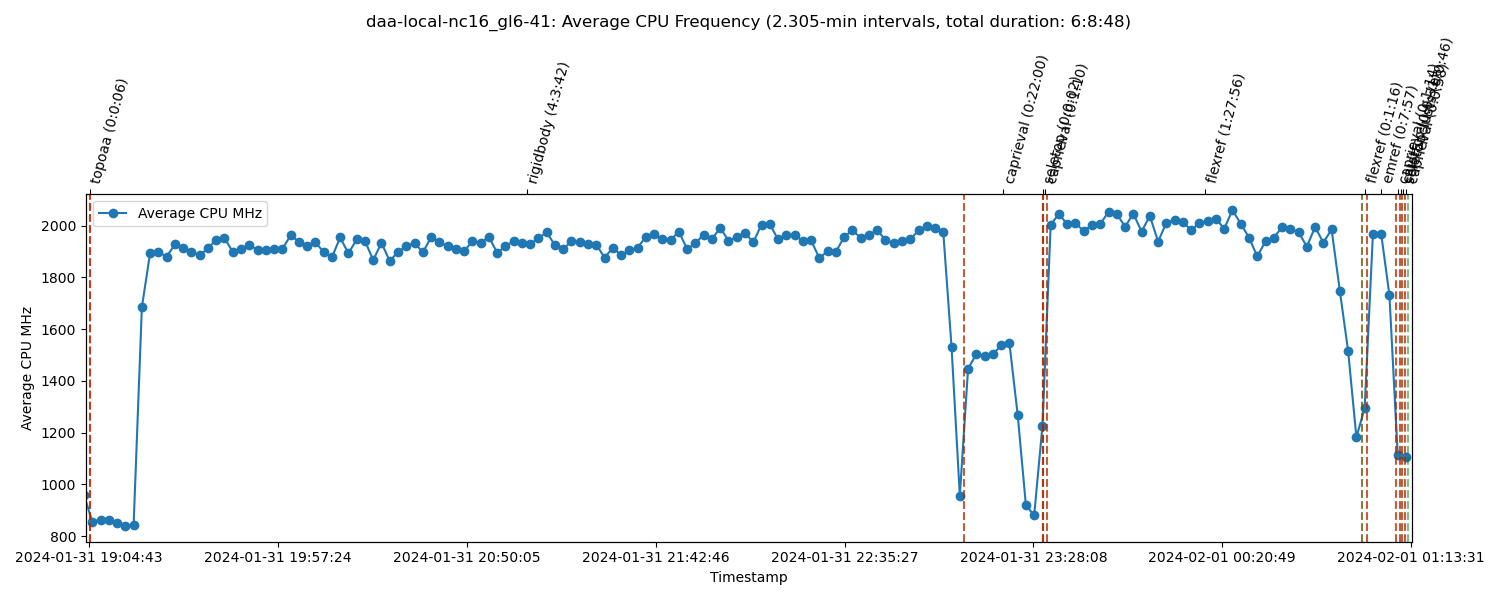 daa-local-nc16_gl6-41: Average CPU Frequency (2.305-min intervals, total duration: 6:8:48)
topoaa (0:0:06)
rigidbody (4:3:42)
caprieval (0:22:00)
caprieval (0:1:10)
flexref (1:27:56)
flexref (0:1:16)
emref (0:7:57)
Average CPU MHz
2000
1800
1600
1400
1200
1000
800
Average CPU MHz
2024-01-31 19:04:43
2024-01-31 19:57:24
2024-01-31 20:50:05
2024-01-31 21:42:46
2024-01-31 22:35:27
2024-01-31 23:28:08
2024-02-01 00:20:49
2024-02-01 01:13:31
Timestamp